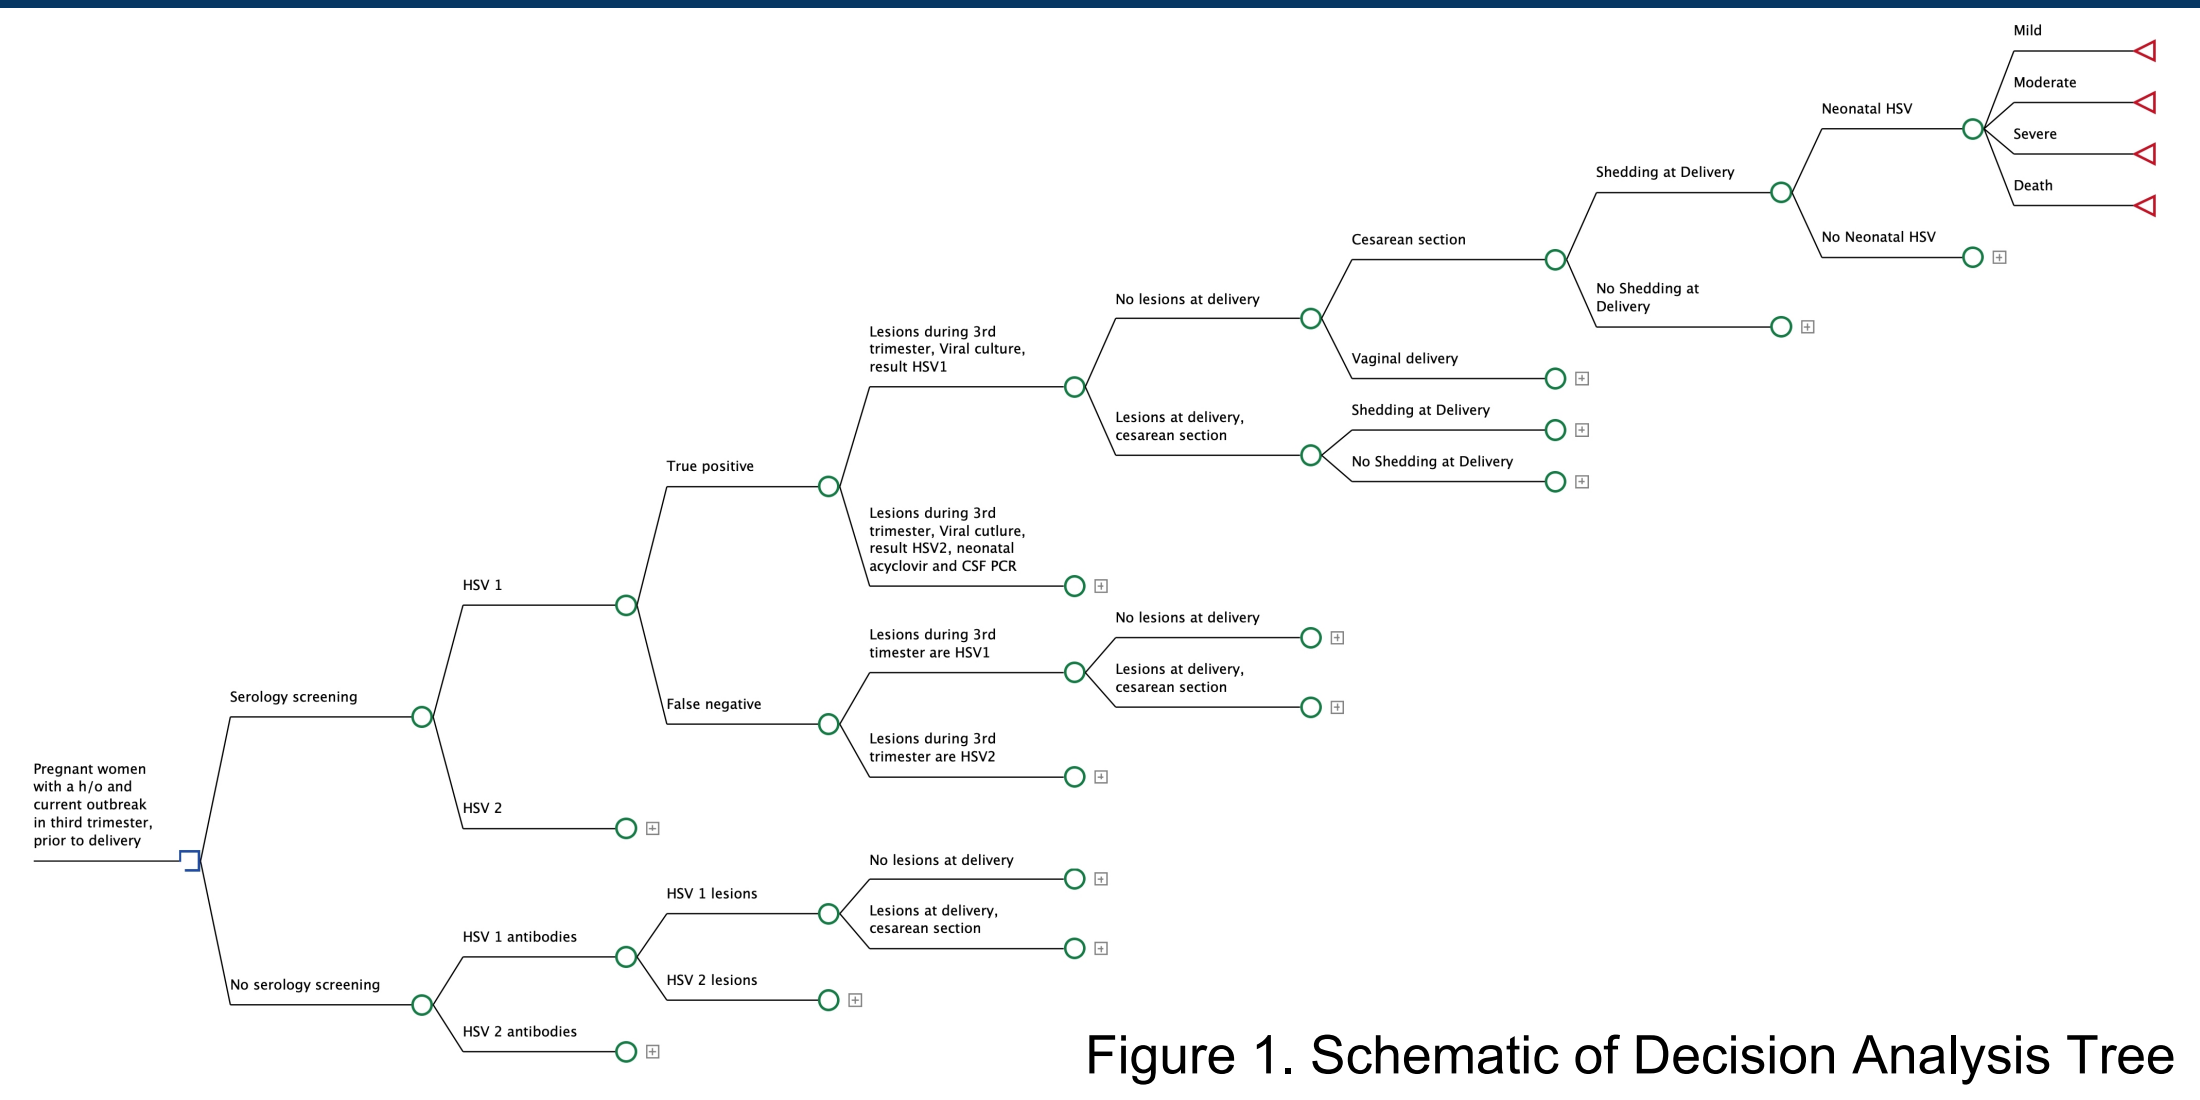 Mild
Moderate
Neonatal HSV
Severe
Shedding at Delivery
Death
No Neonatal HSV
Cesarean section
No Shedding at
Delivery
No lesions at delivery
Lesions during 3rd
trimester, Viral culture,
result HSV1
Vaginal delivery
Lesions at delivery,
cesarean section
Shedding at Delivery
No Shedding at Delivery
True positive
Lesions during 3rd
trimester, Viral cutlure,
result HSV2, neonatal
acyclovir and CSF PCR
HSV 1
No lesions at delivery
Lesions during 3rd
timester are HSV1
Lesions at delivery,
cesarean section
Serology screening
False negative
Lesions during 3rd
trimester are HSV2
Pregnant women
with a h/o and
current outbreak
in third trimester,
prior to delivery
HSV 2
No lesions at delivery
HSV 1 lesions
Lesions at delivery,
cesarean section
HSV 1 antibodies
No serology screening
HSV 2 lesions
HSV 2 antibodies
Figure 1. Schematic of Decision Analysis Tree